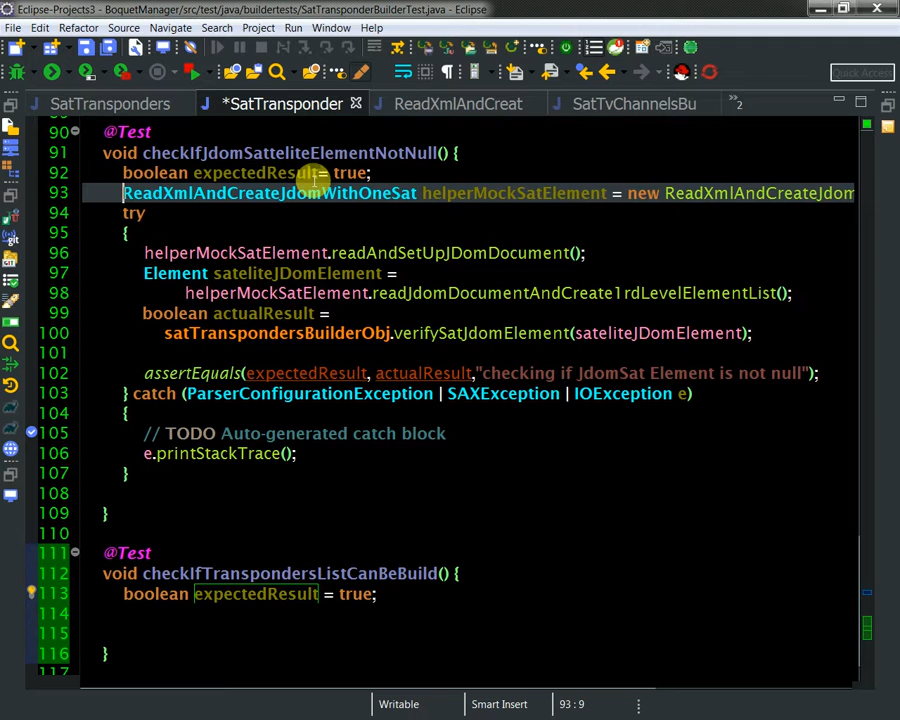 Eclipse-Projects3 - BoquetManager/src/test/java/buildertests/SatTransponderBuilderTest.java - Eclipse
File Edit Refactor Source Navigate Search Project Run Window Help
Quick Access
SatTransponders *SatTransponder ReadXmlAndCreat SatTvChannelsBu »2
90 @Test
91 void checkIfJdomSatteliteElementNotNull() {
92 boolean expectedResult= true;
93 ReadXmlAndCreateJdomWithOneSat helperMockSatElement = new ReadXmlAndCreateJdom
94 try
95 {
96 helperMockSatElement.readAndSetUpJDomDocument();
97 Element sateliteJDomElement =
98 helperMockSatElement.readJdomDocumentAndCreate1rdLevelElementList();
99 boolean actualResult =
100 satTranspondersBuilderObj.verifySatJdomElement(sateliteJDomElement);
101
102 assertEquals(expectedResult, actualResult,"checking if JdomSat Element is not null");
103 } catch (ParserConfigurationException | SAXException | IOException e)
104 {
105 // TODO Auto-generated catch block
106 e.printStackTrace();
107 }
108
109 }
110
111 @Test
112 void checkIfTranspondersListCanBeBuild() {
113 boolean expectedResult = true;
114
115
116 }
117
Writable Smart Insert 93 : 9